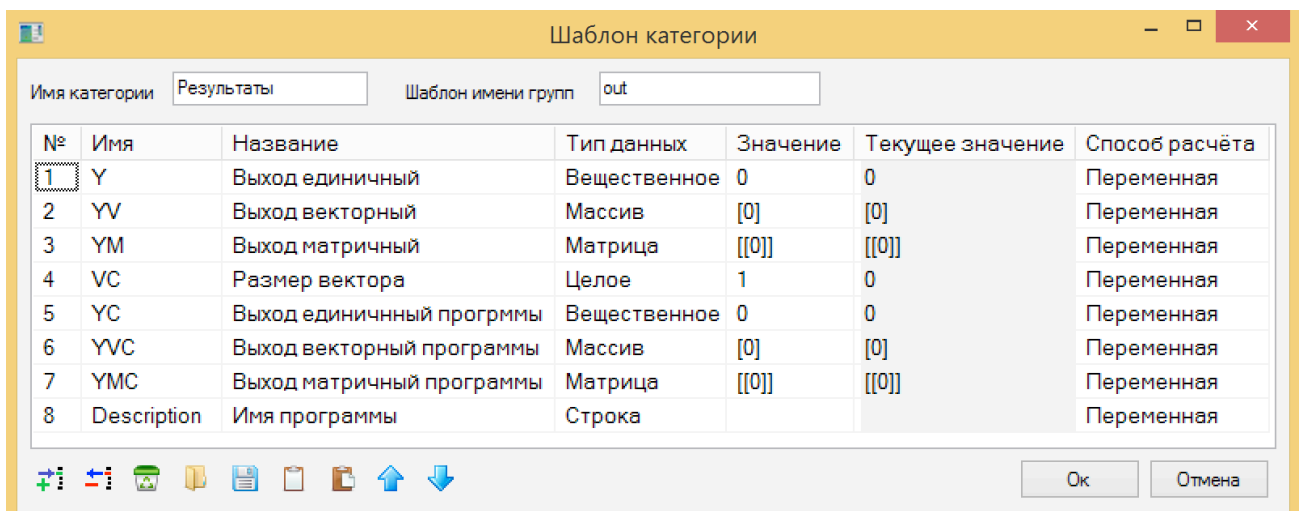 Шаблон категории
Имя категории Результаты Шаблон имени групп out
№ Имя Название Тип данных Значение Текущее значение Способ расчёта
1 Y Выход единичный Вещественное 0 0 Переменная
2 YV Выход векторный Массив [0] [0] Переменная
3 YM Выход матричный Матрица [[0]] [[0]] Переменная
4 VC Размер вектора Целое 1 0 Переменная
5 YC Выход единичнный прогрммы Вещественное 0 0 Переменная
6 YVC Выход векторный программы Массив [0] [0] Переменная
7 YMC Выход матричный программы Матрица [[0]] [[0]] Переменная
8 Description Имя программы Строка Переменная
Ок Отмена